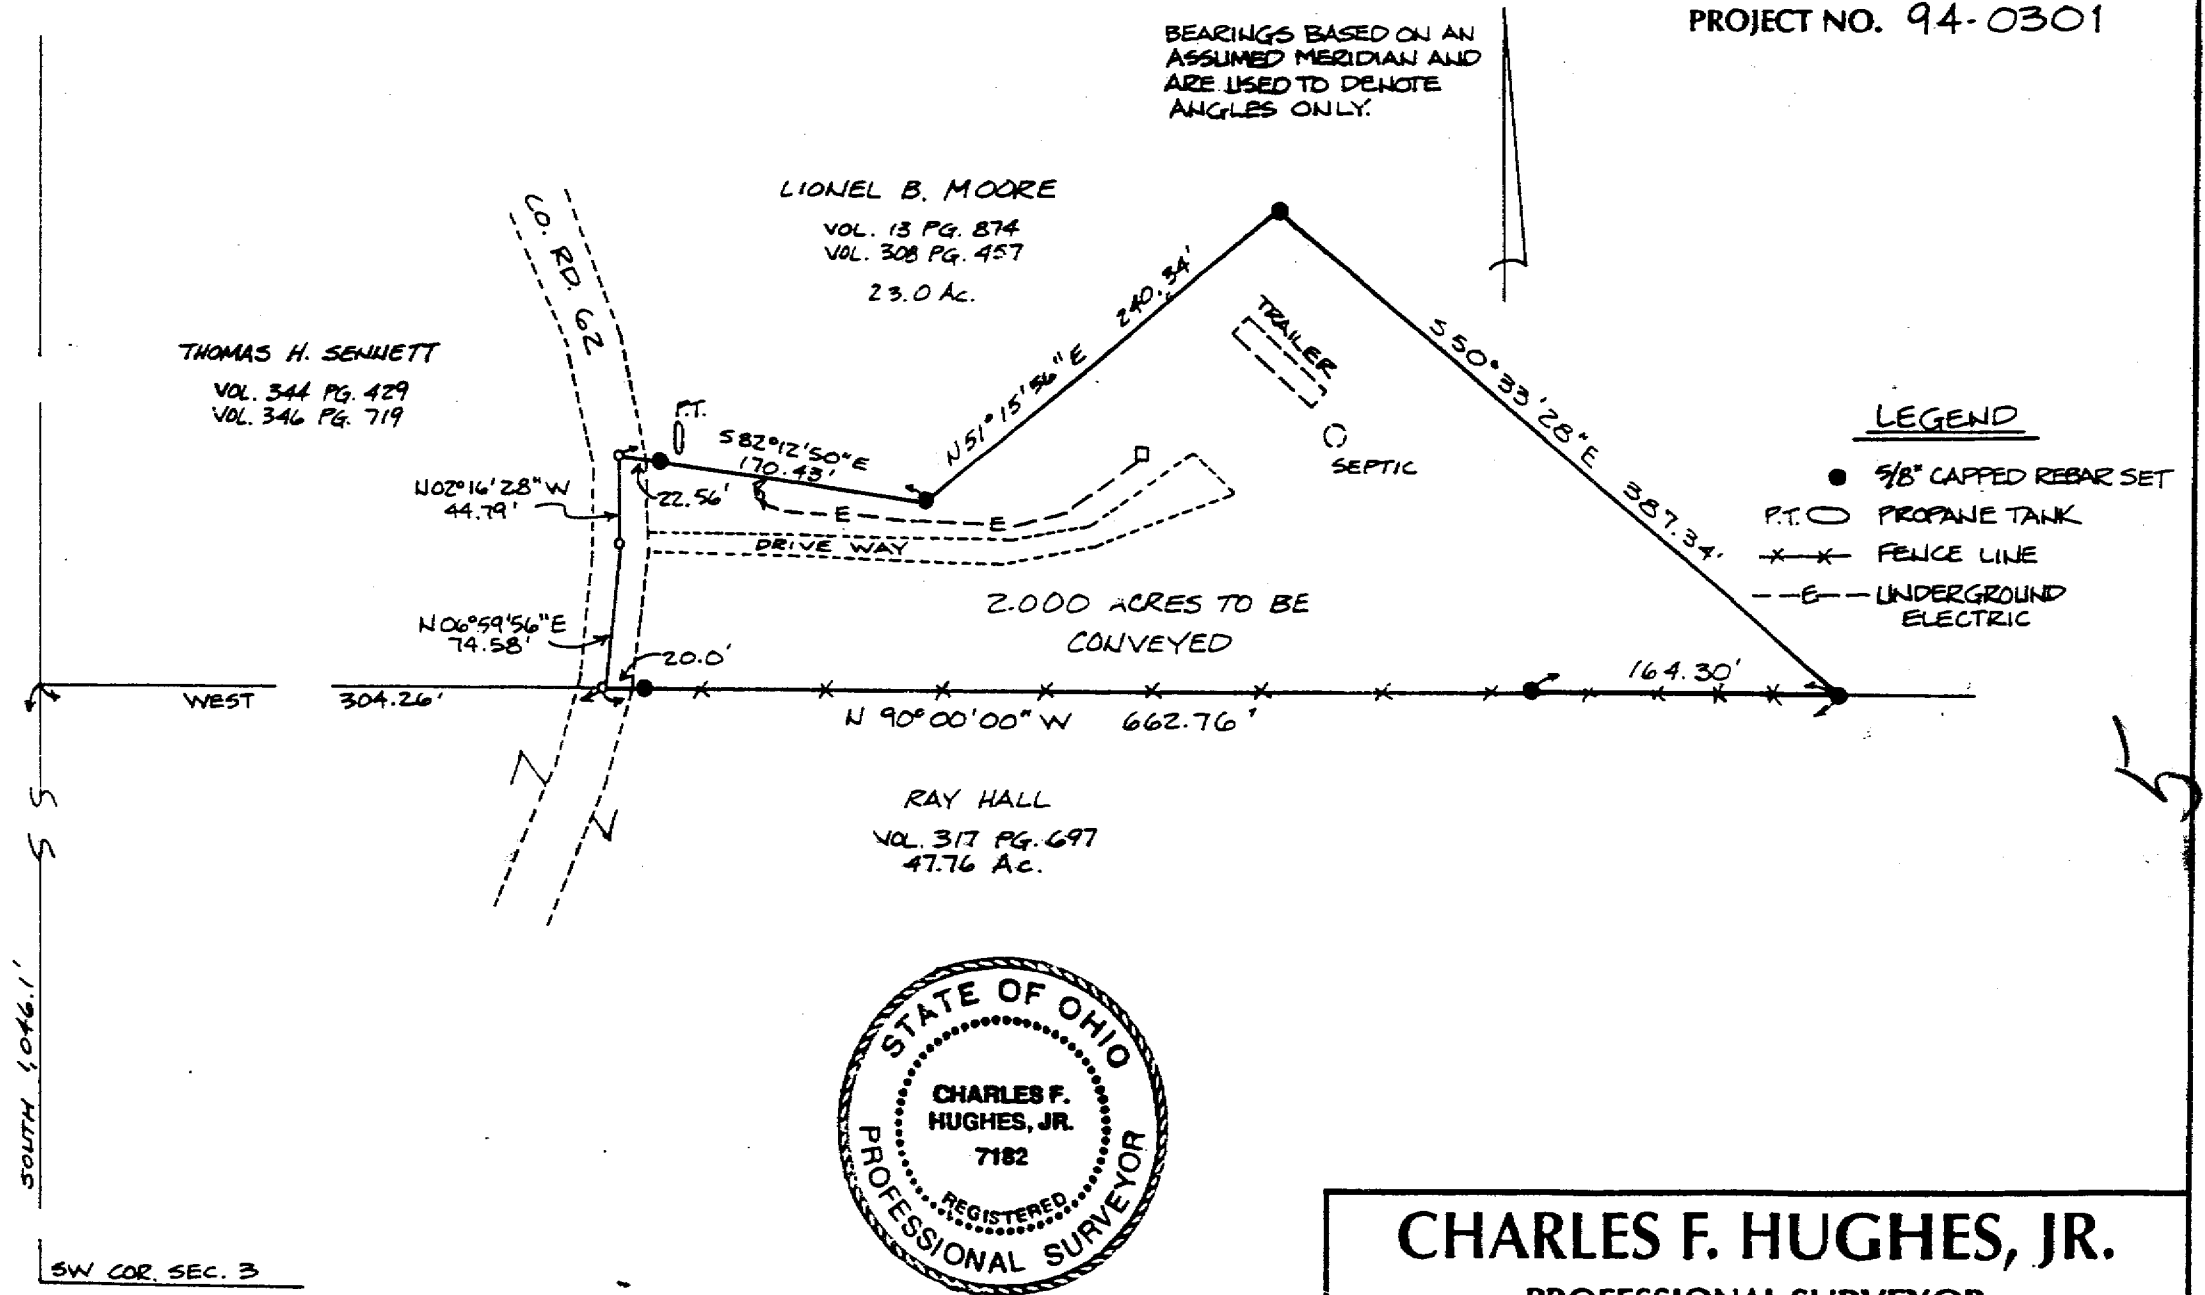 PROJECT NO. 94-0301
BEARINGS BASED ON AN
ASSUMED MERIDIAN AND
ARE USED TO DENOTE
ANGLES ONLY.
LIONEL B. MOORE
VOL. 13 PG. 874
VOL. 308 PG. 457
23.0 Ac.
CO. RD. 62
THOMAS H. SENNETT
VOL. 344 PG. 429
VOL. 346 PG. 719
240.34'
N51°15'56"E
TRAILER
SEPTIC
S50°33'28"E
387.34'
P.T.
S82°12'50"E
170.43'
22.56'
N02°16'28"W
44.79'
E
E
DRIVE WAY
LEGEND
5/8" CAPPED REBAR SET
P.T. PROPANE TANK
FENCE LINE
E UNDERGROUND
ELECTRIC
2.000 ACRES TO BE
CONVEYED
N06°59'56"E
74.58'
20.0'
164.30'
WEST 304.26'
N 90°00'00" W 662.76'
RAY HALL
VOL. 317 PG. 697
47.76 Ac.
SOUTH 1,046.1'
SW COR. SEC. 3
STATE OF OHIO
CHARLES F.
HUGHES, JR.
7182
REGISTERED
PROFESSIONAL SURVEYOR
CHARLES F. HUGHES, JR.
PROFESSIONAL SURVEYOR